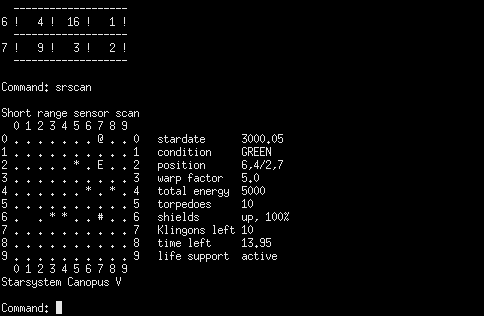 --------------------
6 !   4 !  16 !   1 !
--------------------
7 !   9 !   3 !   2 !
--------------------
Command: srscan
Short range sensor scan
  0 1 2 3 4 5 6 7 8 9
0 . . . . . . . @ . . 0   stardate     3000.05
1 . . . . . . . . . . 1   condition    GREEN
2 . . . . . * . E . . 2   position     6,4/2,7
3 . . . . . . . . . . 3   warp factor  5.0
4 . . . . . . * . * . 4   total energy 5000
5 . . . . . . . . . . 5   torpedoes    10
6 .   . * * . . # . . 6   shields      up, 100%
7 . . . . . . . . . . 7   Klingons left 10
8 . . . . . . . . . . 8   time left    13.95
9 . . . . . . . . . . 9   life support active
  0 1 2 3 4 5 6 7 8 9
Starsystem Canopus V
Command: